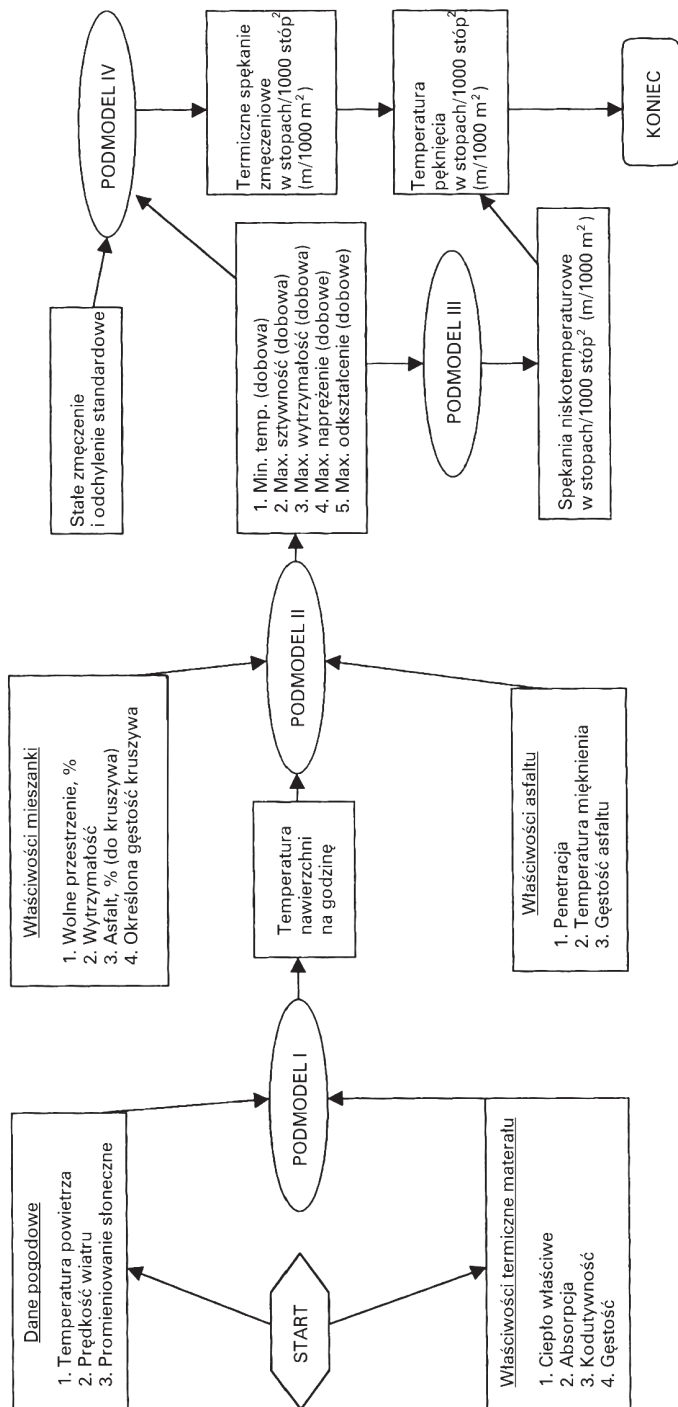 Dane pogodowe
1. Temperatura powietrza
2. Prędkość wiatru
3. Promieniowanie słoneczne
START
Właściwości termiczne materału
1. Ciepło właściwe
2. Absorpcja
3. Kodutywność
4. Gęstość
PODMODEL I
Temperatura
nawierzchni
na godzinę
Właściwości mieszanki
1. Wolne przestrzenie, %
2. Wytrzymałość
3. Asfalt, % (do kruszywa)
4. Określona gęstość kruszywa
PODMODEL II
Właściwości asfaltu
1. Penetracja
2. Temperatura mięknienia
3. Gęstość asfaltu
Stałe zmęczenie
i odchylenie standardowe
1. Min. temp. (dobowa)
2. Max. sztywność (dobowa)
3. Max. wytrzymałość (dobowa)
4. Max. naprężenie (dobowe)
5. Max. odkształcenie (dobowe)
PODMODEL III
Spękania niskotemperaturowe
w stopach/1000 stóp² (m/1000 m²)
PODMODEL IV
Termiczne spękanie
zmęczeniowe
w stopach/1000 stóp²
(m/1000 m²)
Temperatura
pęknięcia
w stopach/1000 stóp²
(m/1000 m²)
KONIEC